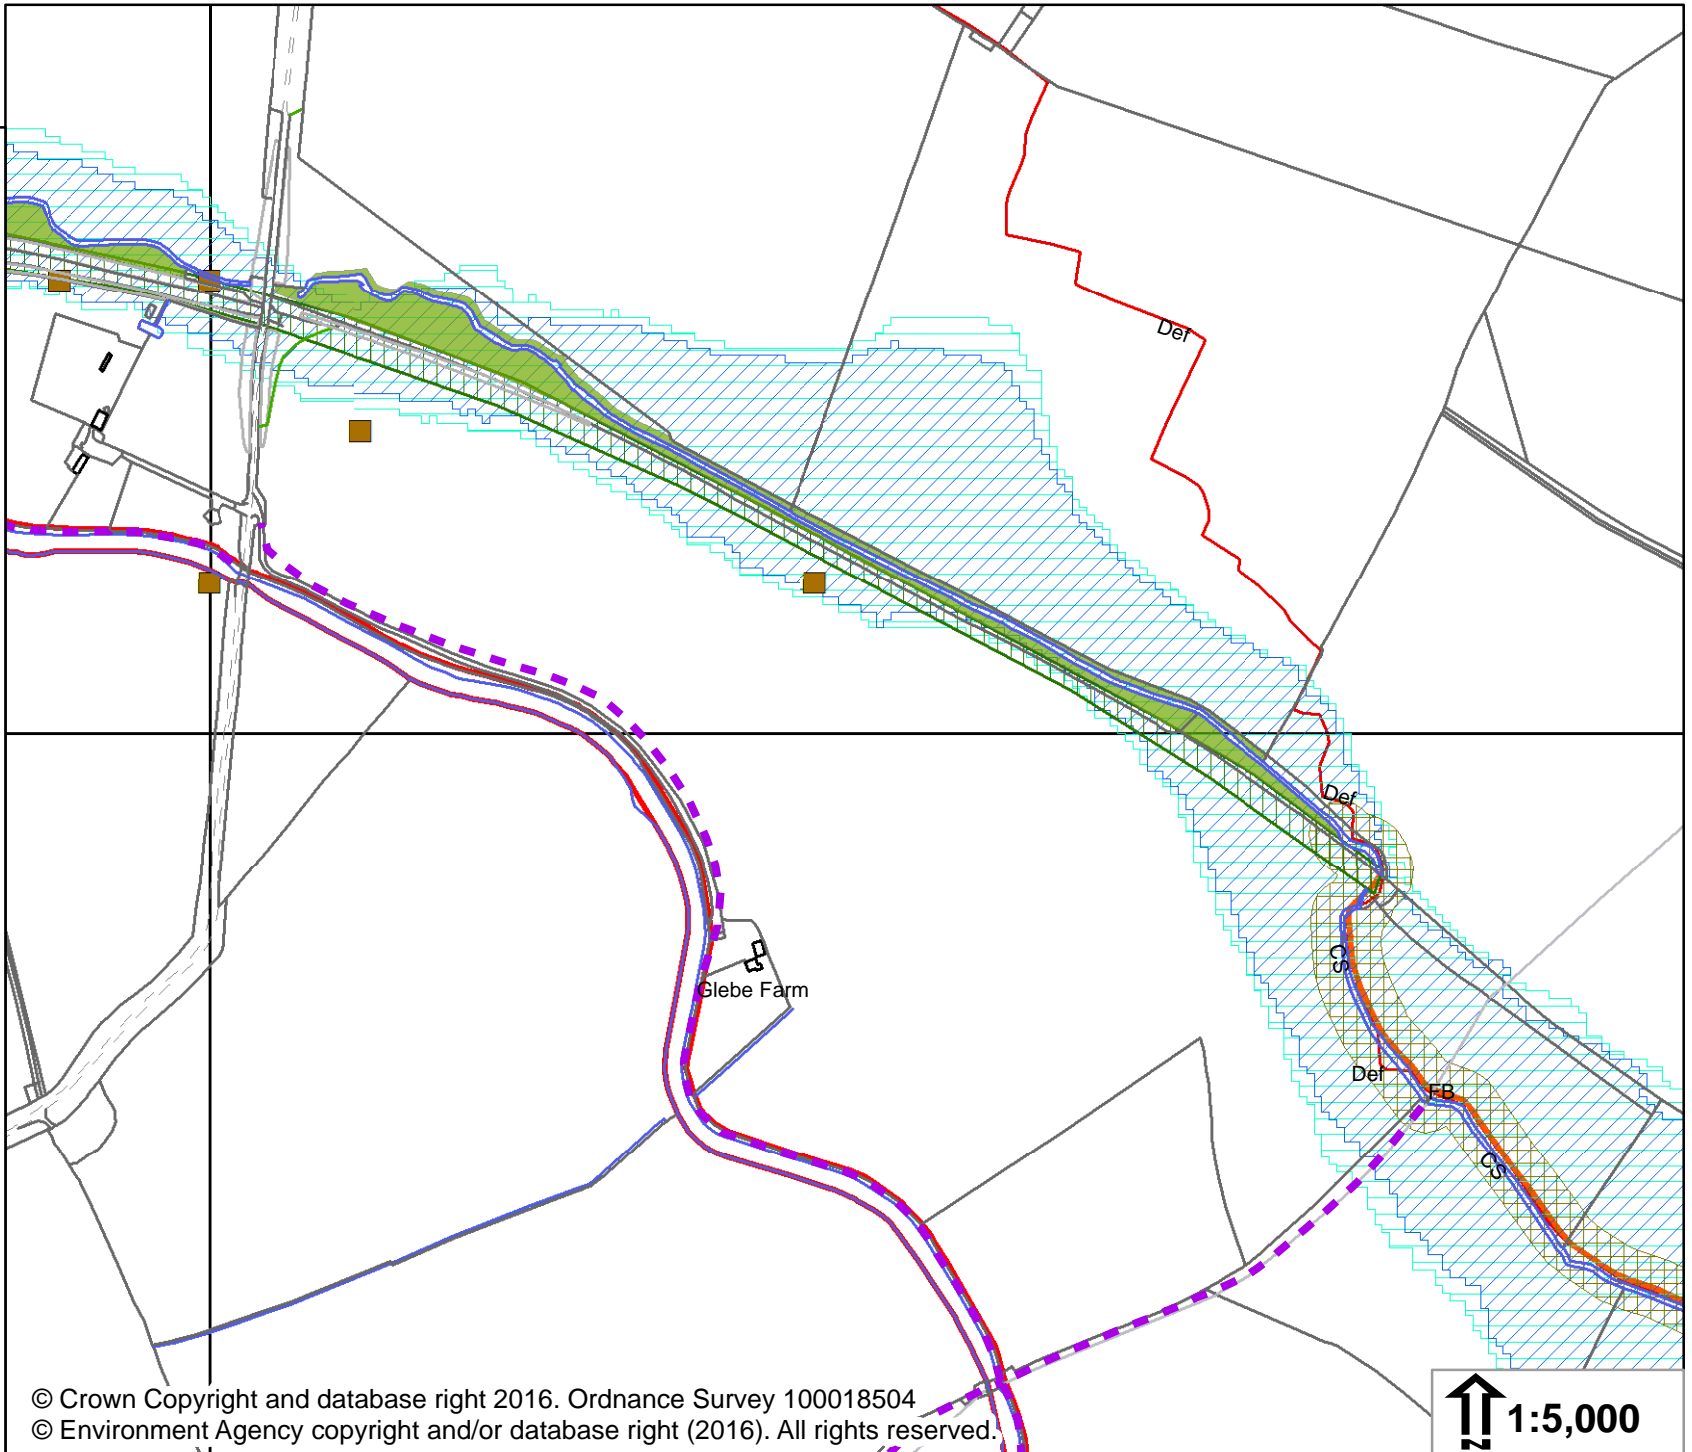 Def
Def
CS
Glebe Farm
Def
FB
CS
© Crown Copyright and database right 2016. Ordnance Survey 100018504
© Environment Agency copyright and/or database right (2016). All rights reserved.
1:5,000
N